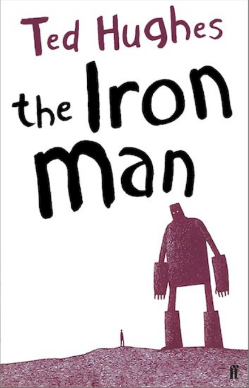 Ted Hughes
the Iron
man
ff